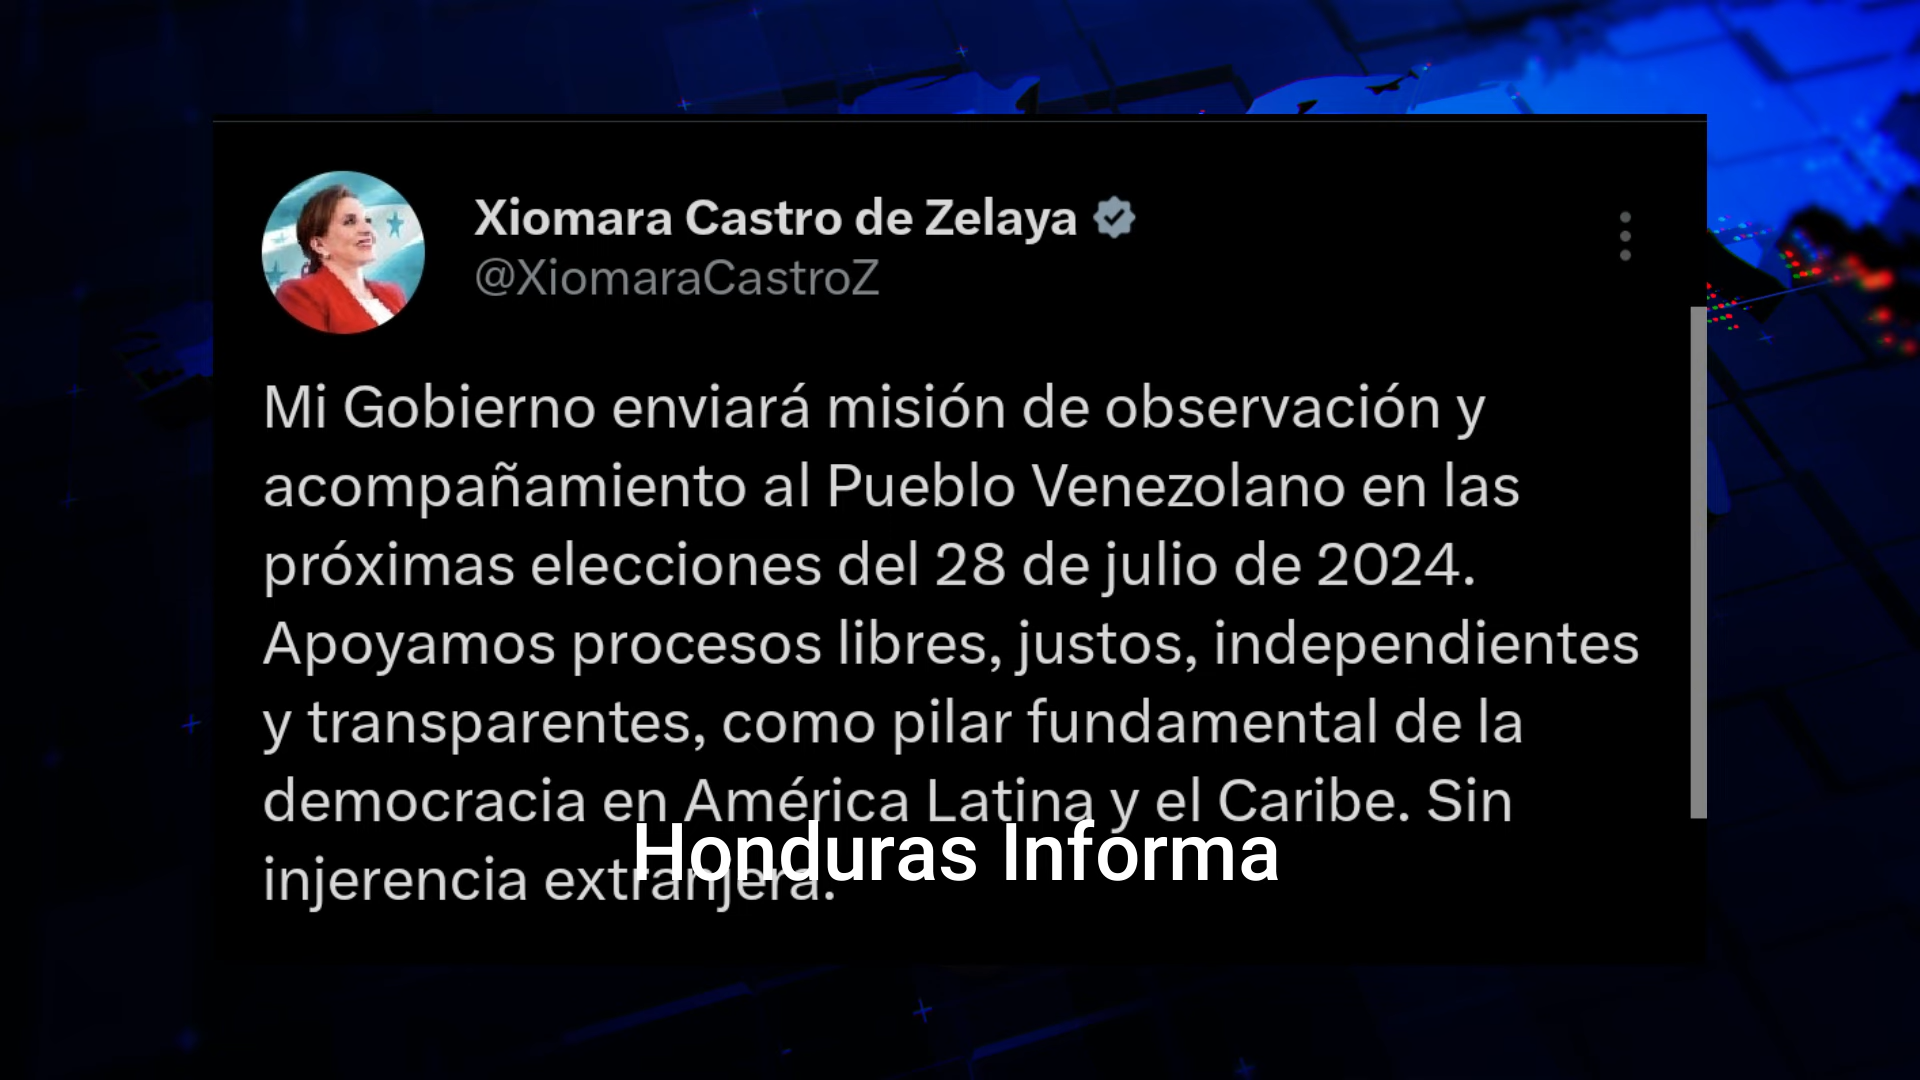 Xiomara Castro de Zelaya
@XiomaraCastroZ
Mi Gobierno enviará misión de observación y
acompañamiento al Pueblo Venezolano en las
próximas elecciones del 28 de julio de 2024.
Apoyamos procesos libres, justos, independientes
y transparentes, como pilar fundamental de la
democracia en América Latina y el Caribe. Sin
injerencia extranjera.
Honduras Informa